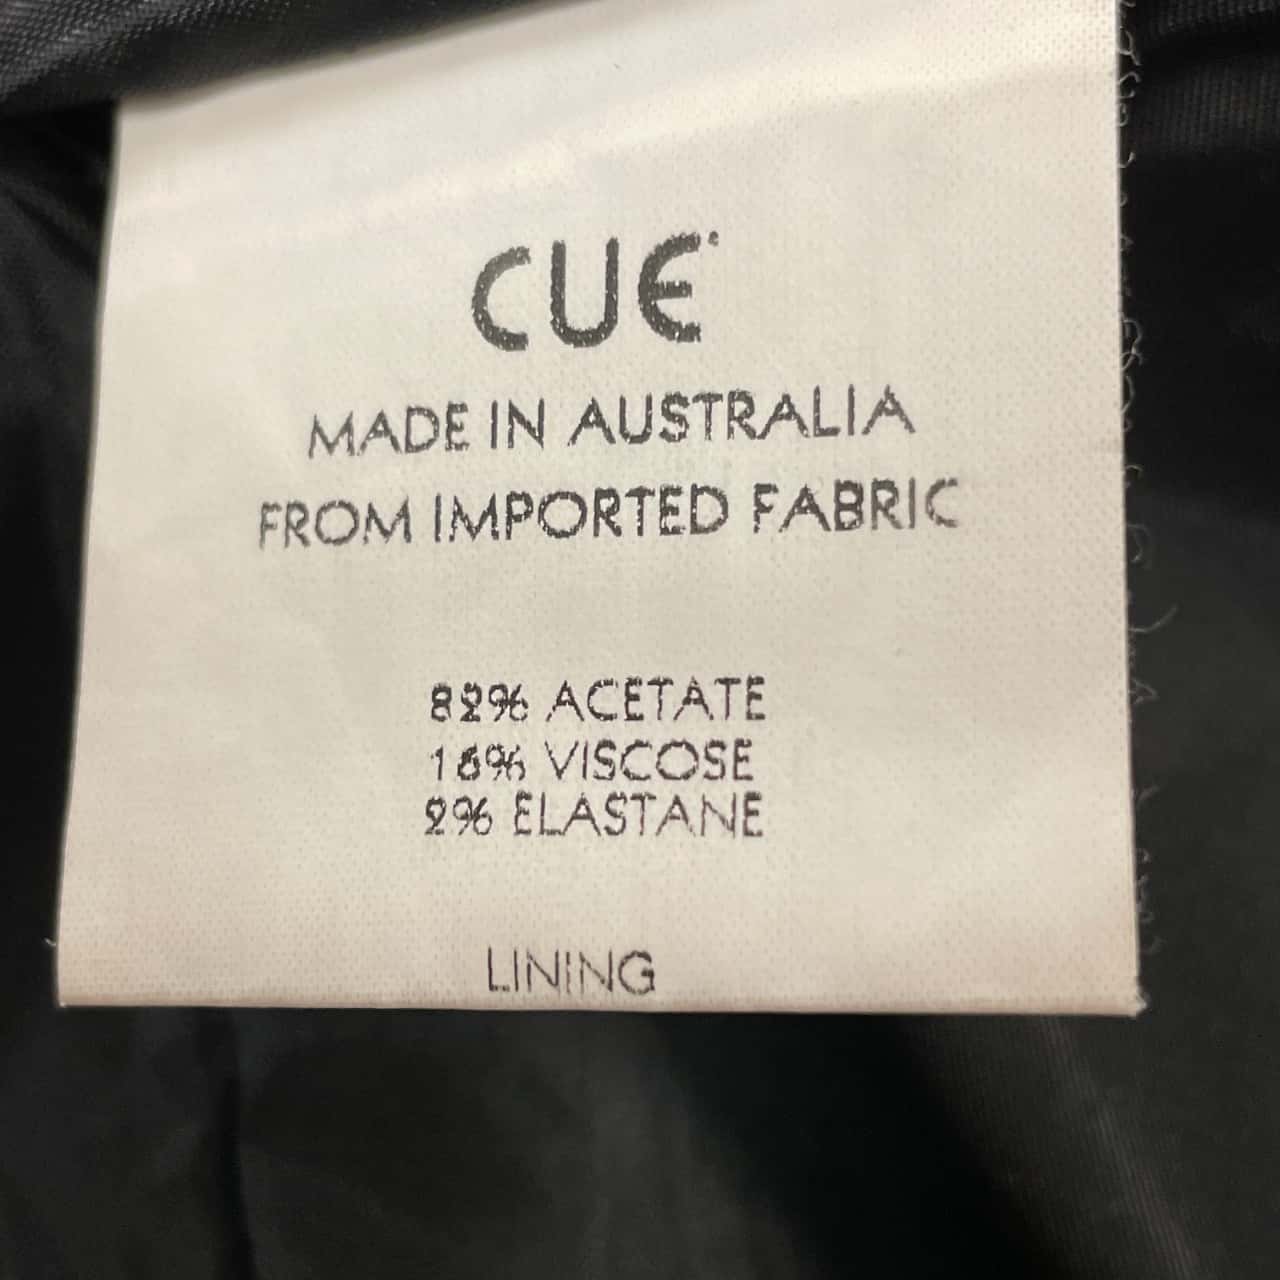 CUE
MADE IN AUSTRALIA
FROM IMPORTED FABRIC
82% ACETATE
16% VISCOSE
2% ELASTANE
LINING